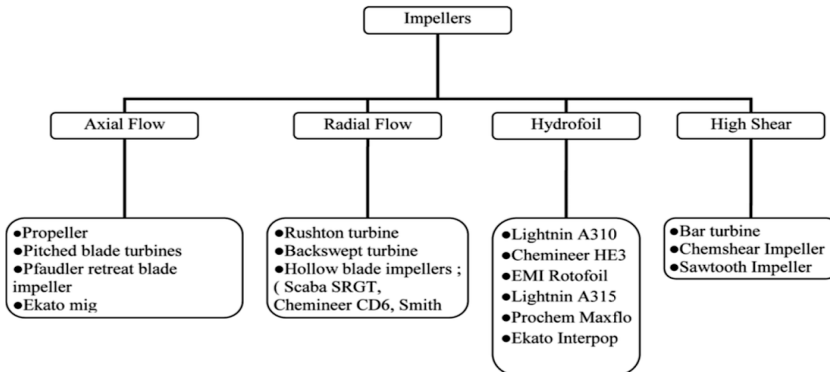 Impellers
Axial Flow
Radial Flow
Hydrofoil
High Shear
●Propeller
●Pitched blade turbines
●Pfaudler retreat blade
impeller
●Ekato mig
●Rushton turbine
●Backswept turbine
●Hollow blade impellers ;
( Scaba SRGT,
Chemineer CD6, Smith
●Lightnin A310
●Chemineer HE3
●EMI Rotofoil
●Lightnin A315
●Prochem Maxflo
●Ekato Interpop
●Bar turbine
●Chemshear Impeller
●Sawtooth Impeller